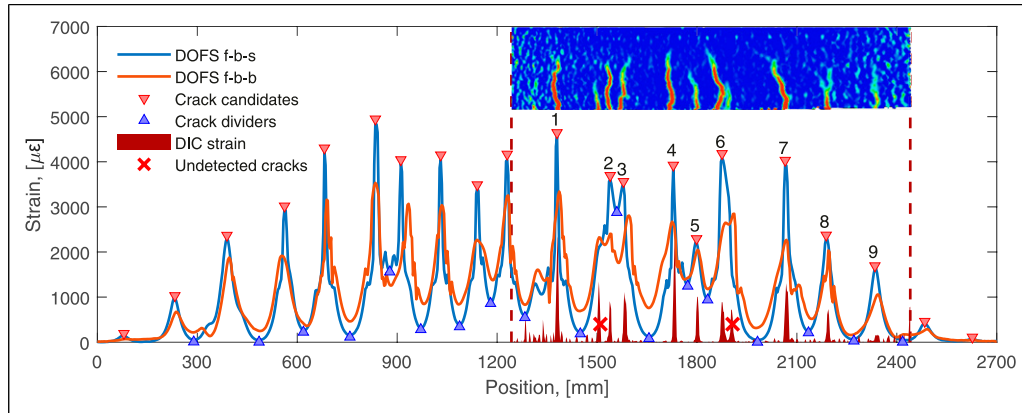 7000
6000
5000
4000
3000
2000
1000
0
Strain, [με]
DOFS f-b-s
DOFS f-b-b
Crack candidates
Crack dividers
DIC strain
Undetected cracks
1
2
3
4
5
6
7
8
9
0 300 600 900 1200 1500 1800 2100 2400 2700
Position, [mm]